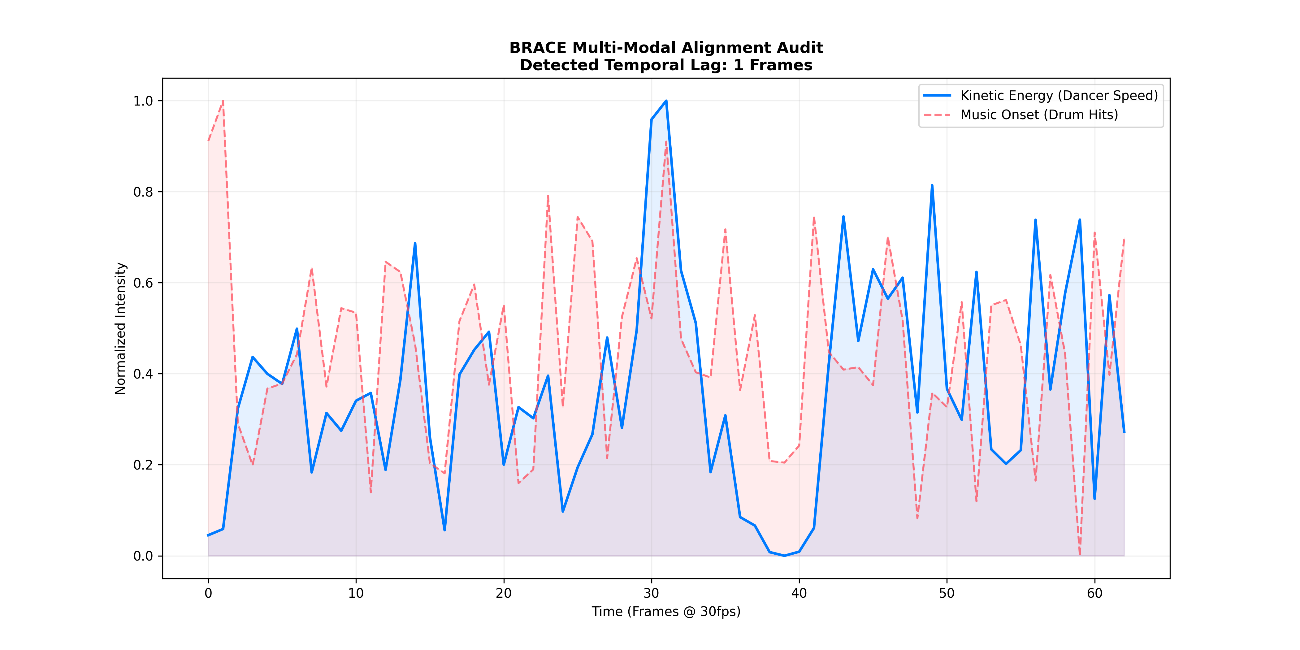 BRACE Multi-Modal Alignment Audit
Detected Temporal Lag: 1 Frames
Kinetic Energy (Dancer Speed)
Music Onset (Drum Hits)
Normalized Intensity
1.0
0.8
0.6
0.4
0.2
0.0
0 10 20 30 40 50 60
Time (Frames @ 30fps)